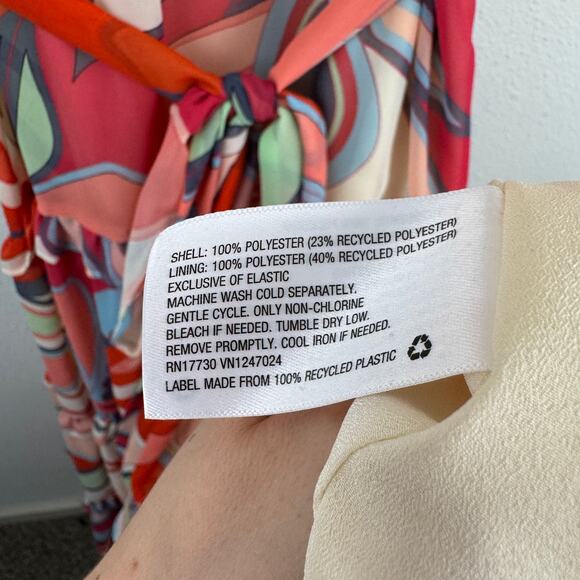 SHELL: 100% POLYESTER (23% RECYCLED POLYESTER)
LINING: 100% POLYESTER (40% RECYCLED POLYESTER)
EXCLUSIVE OF ELASTIC
MACHINE WASH COLD SEPARATELY.
GENTLE CYCLE. ONLY NON-CHLORINE
BLEACH IF NEEDED. TUMBLE DRY LOW.
REMOVE PROMPTLY. COOL IRON IF NEEDED.
RN17730 VN1247024
LABEL MADE FROM 100% RECYCLED PLASTIC